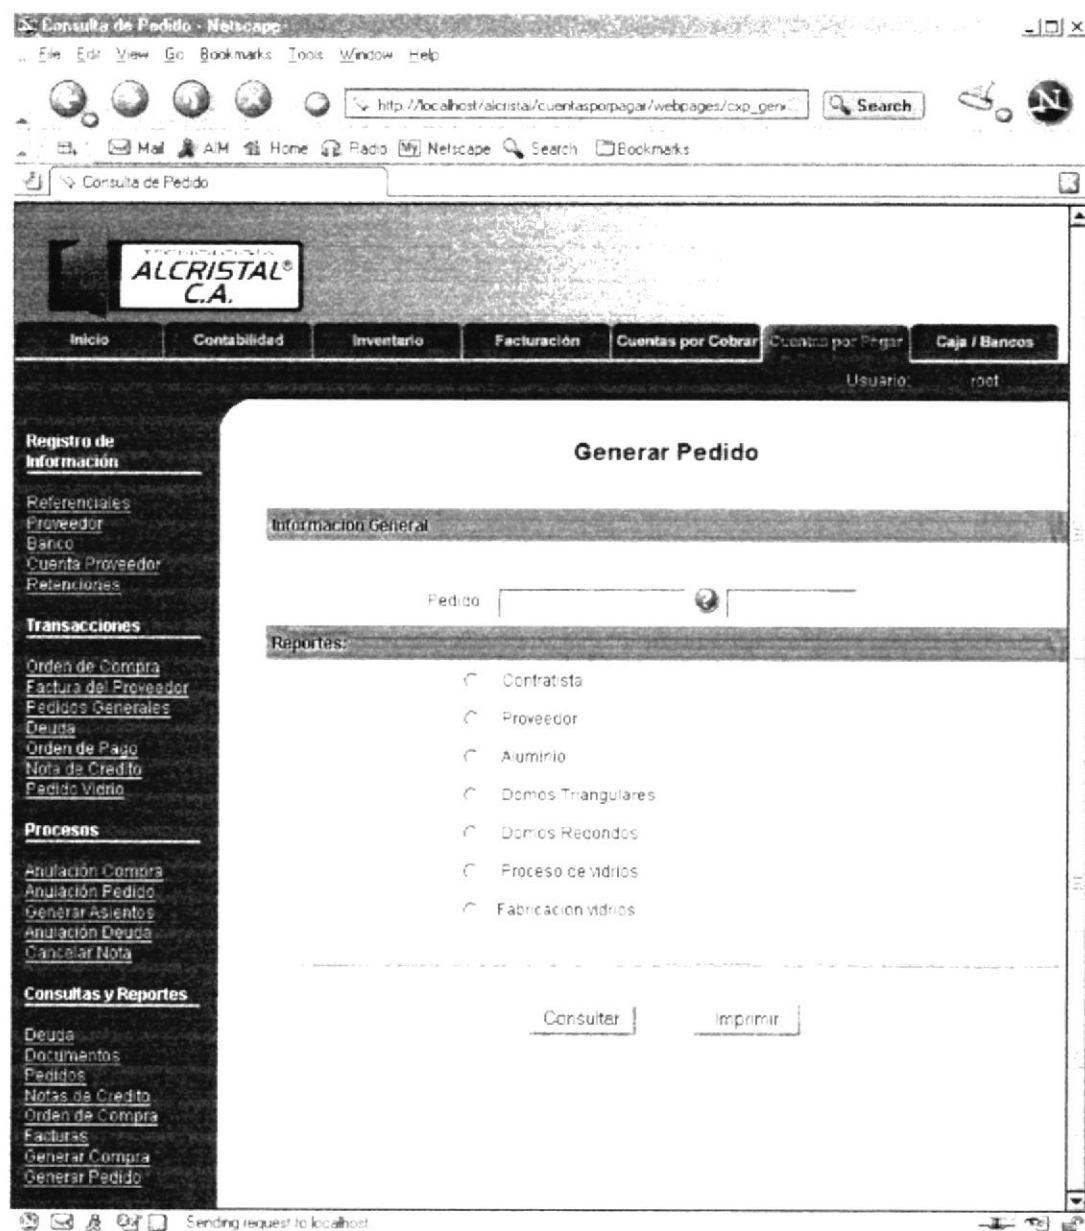 Consulta de Pedido - Netscape
File Edit View Go Bookmarks Tools Window Help
http://localhost/alcristal/cuentasporpagar/webpages/cxp_gen Search N
Mail AIM Home Radio My Netscape Search Bookmarks
Consulta de Pedido
ALCRISTAL®
C.A.
Inicio Contabilidad Inventario Facturación Cuentas por Cobrar Cuentas por Pagar Caja / Bancos
Usuario: root
Registro de
Información
Referenciales
Proveedor
Banco
Cuenta Proveedor
Retenciones
Transacciones
Orden de Compra
Factura del Proveedor
Pedidos Generales
Deuda
Orden de Pago
Nota de Credito
Pedido Vidrio
Procesos
Anulación Compra
Anulación Pedido
Generar Asientos
Anulación Deuda
Cancelar Nota
Consultas y Reportes
Deuda
Documentos
Pedidos
Notas de Credito
Orden de Compra
Facturas
Generar Compra
Generar Pedido
Generar Pedido
Información General
Pedido ?
Reportes:
Contratista
Proveedor
Aluminio
Domos Triangulares
Domos Redondos
Proceso de vidrios
Fabricacion vidrios
Consultar Imprimir
Sending request to localhost